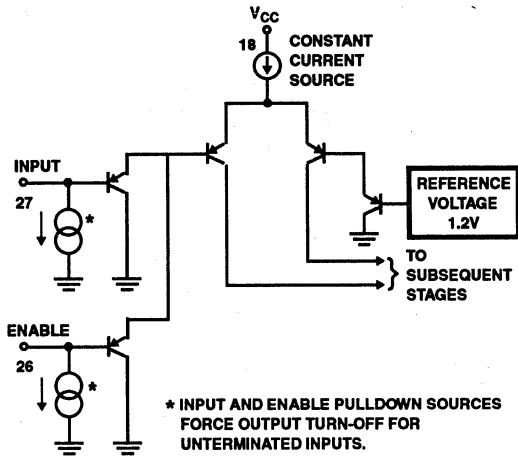 VCC
18
CONSTANT
CURRENT
SOURCE
INPUT
27
*
REFERENCE
VOLTAGE
1.2V
TO
SUBSEQUENT
STAGES
ENABLE
26
*
* INPUT AND ENABLE PULLDOWN SOURCES
FORCE OUTPUT TURN-OFF FOR
UNTERMINATED INPUTS.